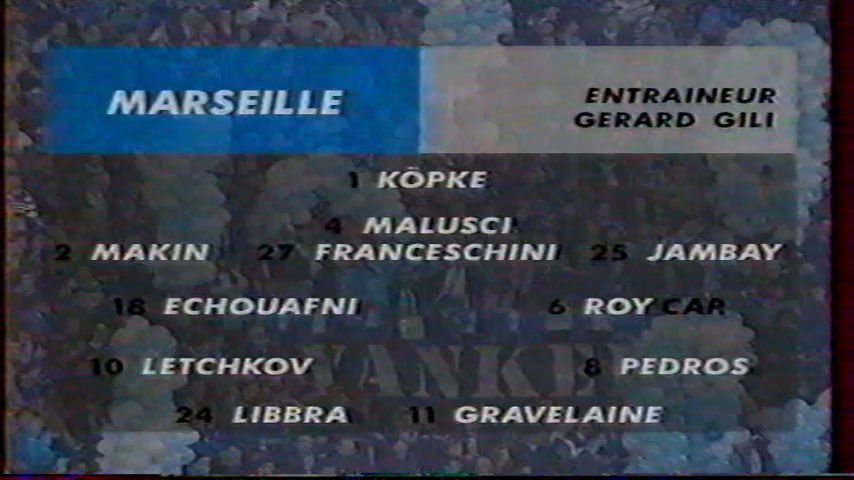 MARSEILLE
ENTRAINEUR
GERARD GILI
1 KÖPKE
4 MALUSCI
2 MAKIN 27 FRANCESCHINI 25 JAMBAY
18 ECHOUAFNI 6 ROY CAR
YANKEE
10 LETCHKOV 8 PEDROS
24 LIBBRA 11 GRAVELAINE